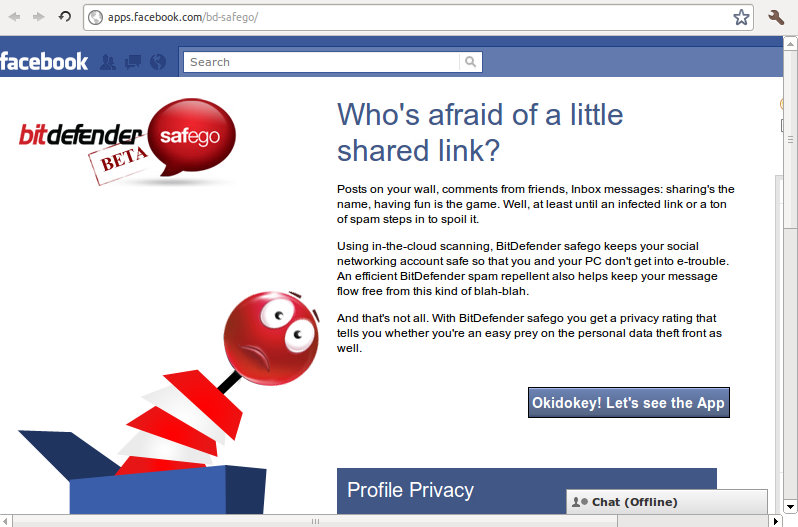 apps.facebook.com/bd-safego/
facebook
Search
bitdefender
safego
BETA
Who's afraid of a little
shared link?
Posts on your wall, comments from friends, Inbox messages: sharing's the
name, having fun is the game. Well, at least until an infected link or a ton
of spam steps in to spoil it.
Using in-the-cloud scanning, BitDefender safego keeps your social
networking account safe so that you and your PC don't get into e-trouble.
An efficient BitDefender spam repellent also helps keep your message
flow free from this kind of blah-blah.
And that's not all. With BitDefender safego you get a privacy rating that
tells you whether you're an easy prey on the personal data theft front as
well.
Okidokey! Let's see the App
Profile Privacy
Chat (Offline)